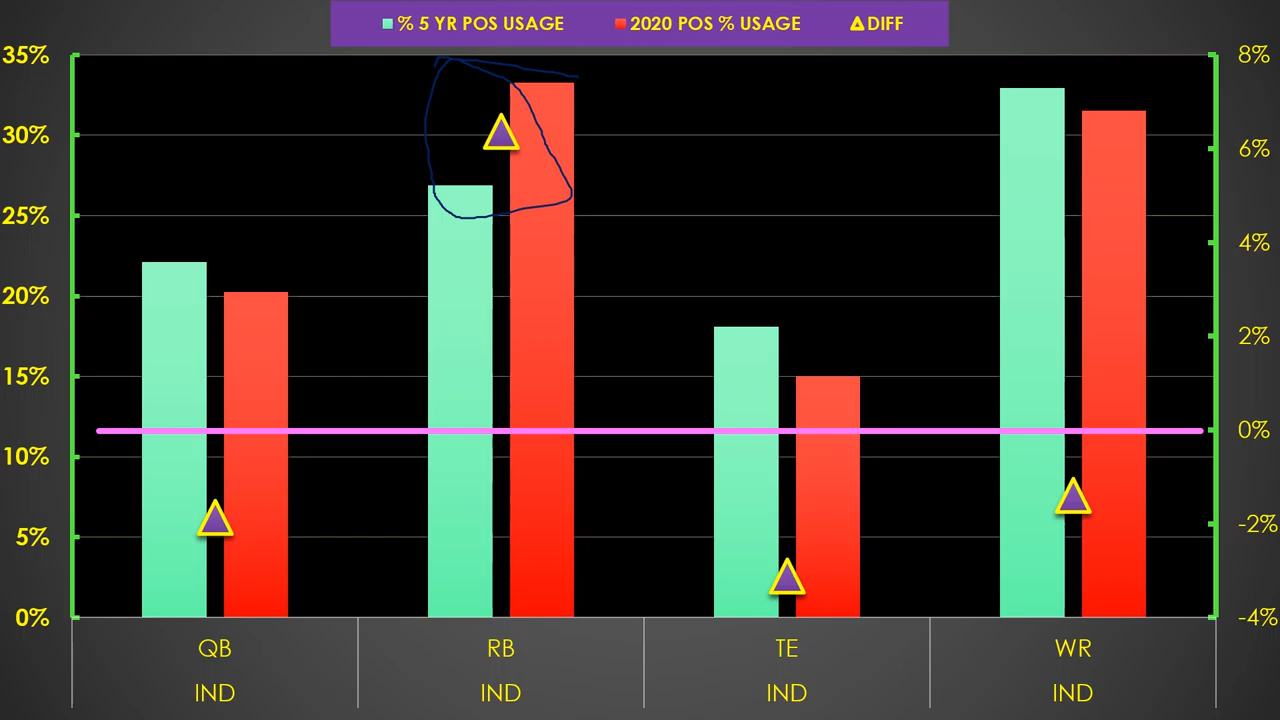 % 5 YR POS USAGE 2020 POS % USAGE DIFF
35% 8%
30% 6%
25% 4%
20% 2%
15% 0%
10% -2%
5% -4%
0%
QB RB TE WR
IND IND IND IND